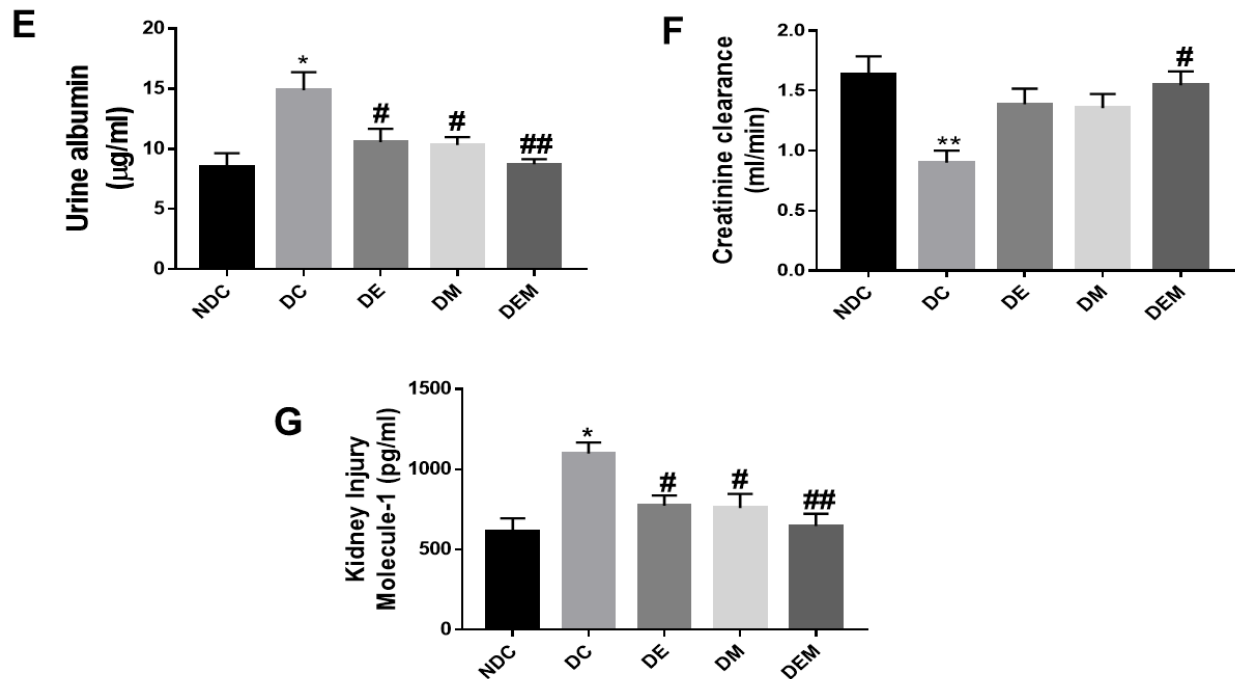 E
Urine albumin
(µg/ml)
20
15
10
5
0
*
#
#
##
NDC
DC
DE
DM
DEM
F
Creatinine clearance
(ml/min)
2.0
1.5
1.0
0.5
0.0
**
#
NDC
DC
DE
DM
DEM
G
Kidney Injury
Molecule-1 (pg/ml)
1500
1000
500
0
*
#
#
##
NDC
DC
DE
DM
DEM